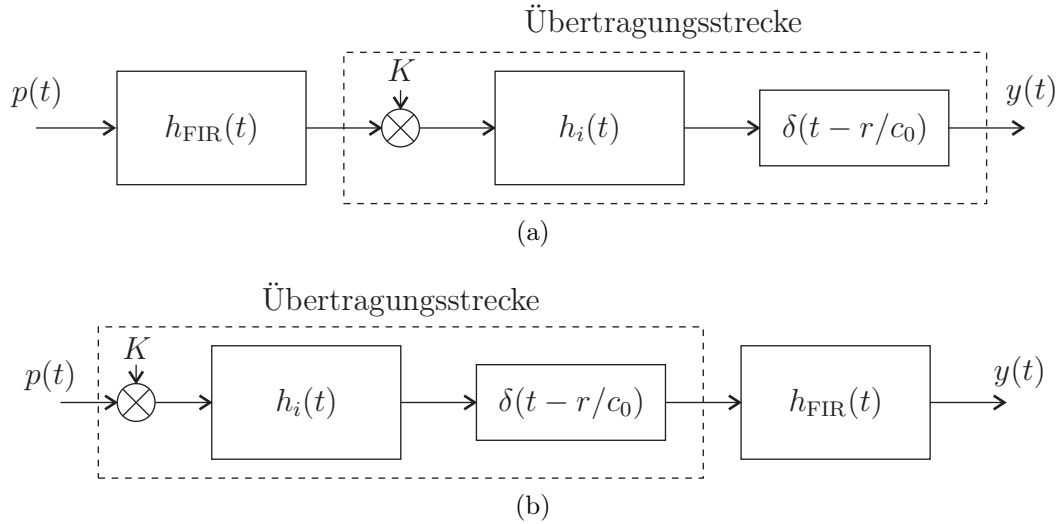 Übertragungsstrecke
p(t)
K
y(t)
h_FIR(t)
h_i(t)
δ(t − r/c_0)
(a)
Übertragungsstrecke
p(t)
K
y(t)
h_i(t)
δ(t − r/c_0)
h_FIR(t)
(b)